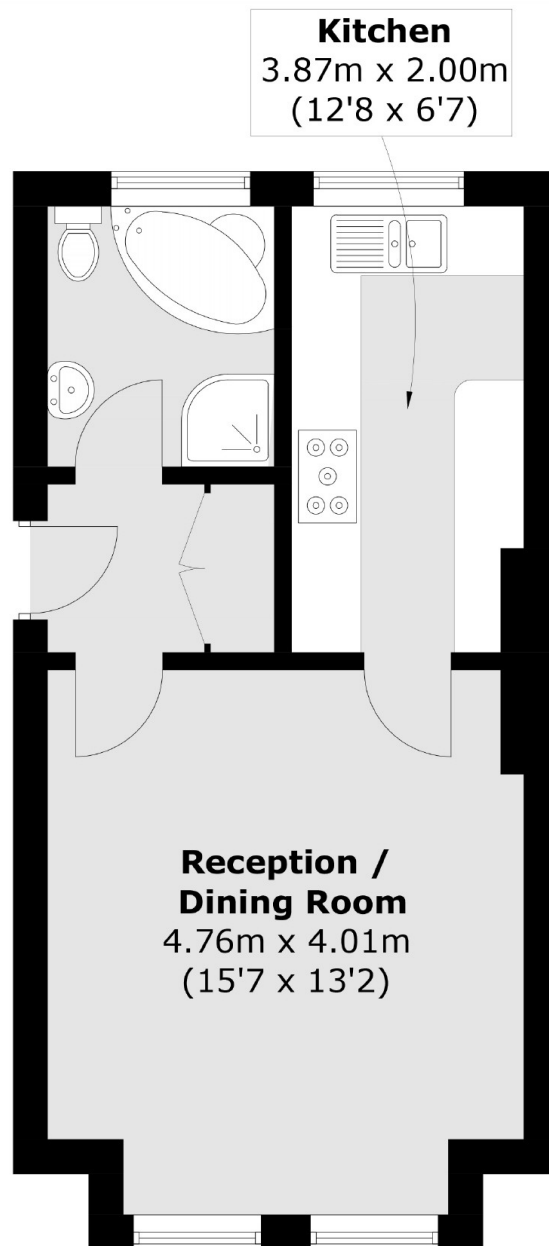 Kitchen
3.87m x 2.00m
(12'8 x 6'7)
Reception /
Dining Room
4.76m x 4.01m
(15'7 x 13'2)